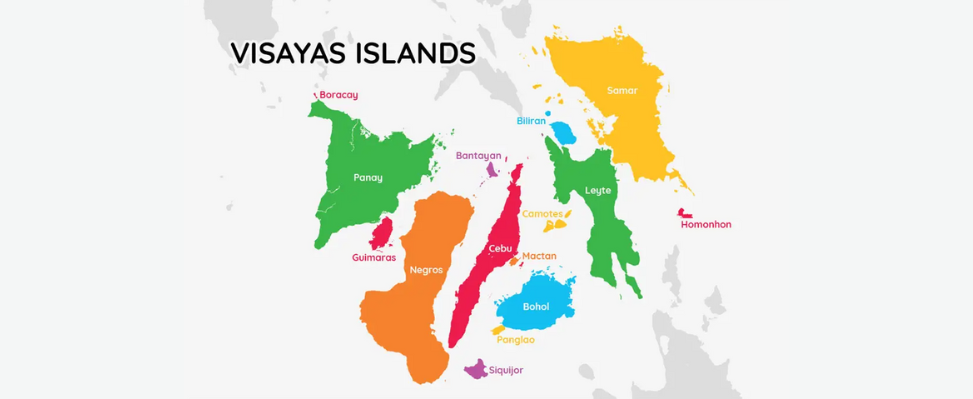 VISAYAS ISLANDS
Boracay
Samar
Biliran
Bantayan
Panay
Leyte
Camotes
Homonhon
Guimaras
Cebu
Mactan
Negros
Bohol
Panglao
Siquijor